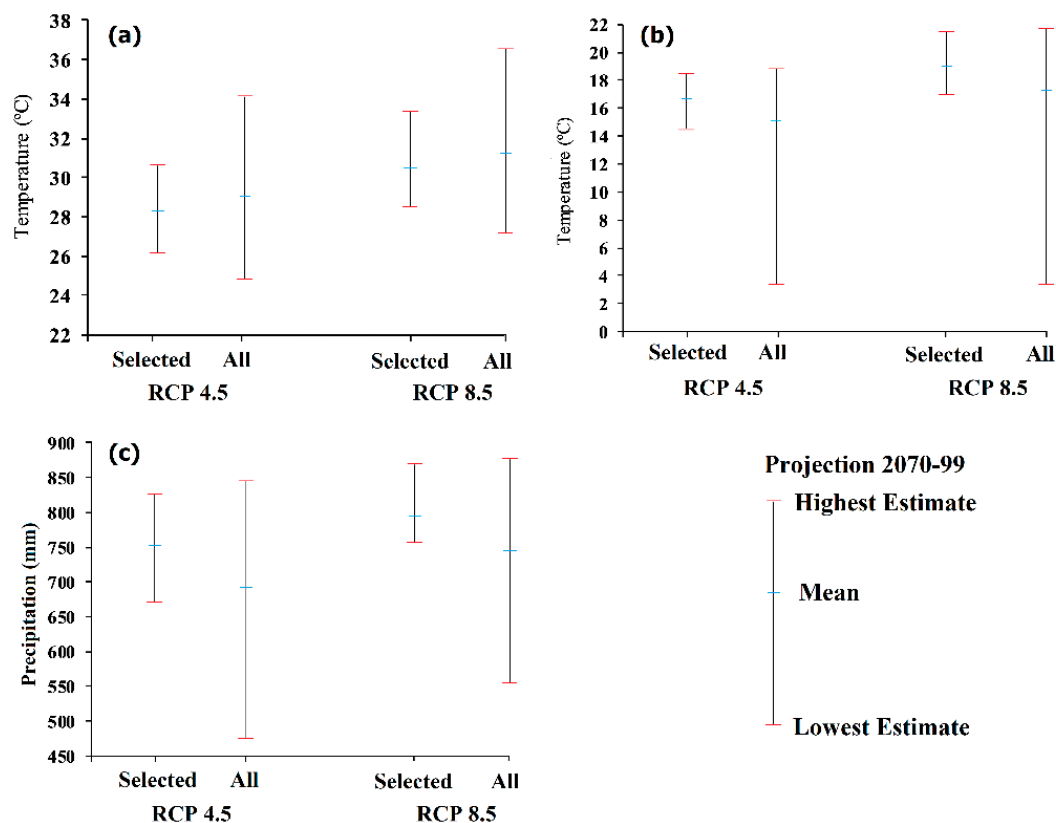 (a)
Temperature (ºC)
38
36
34
32
30
28
26
24
22
Selected All Selected All
RCP 4.5 RCP 8.5
(b)
Temperature (ºC)
22
20
18
16
14
12
10
8
6
4
2
0
Selected All Selected All
RCP 4.5 RCP 8.5
(c)
Precipitation (mm)
900
850
800
750
700
650
600
550
500
450
Selected All Selected All
RCP 4.5 RCP 8.5
Projection 2070-99
Highest Estimate
Mean
Lowest Estimate